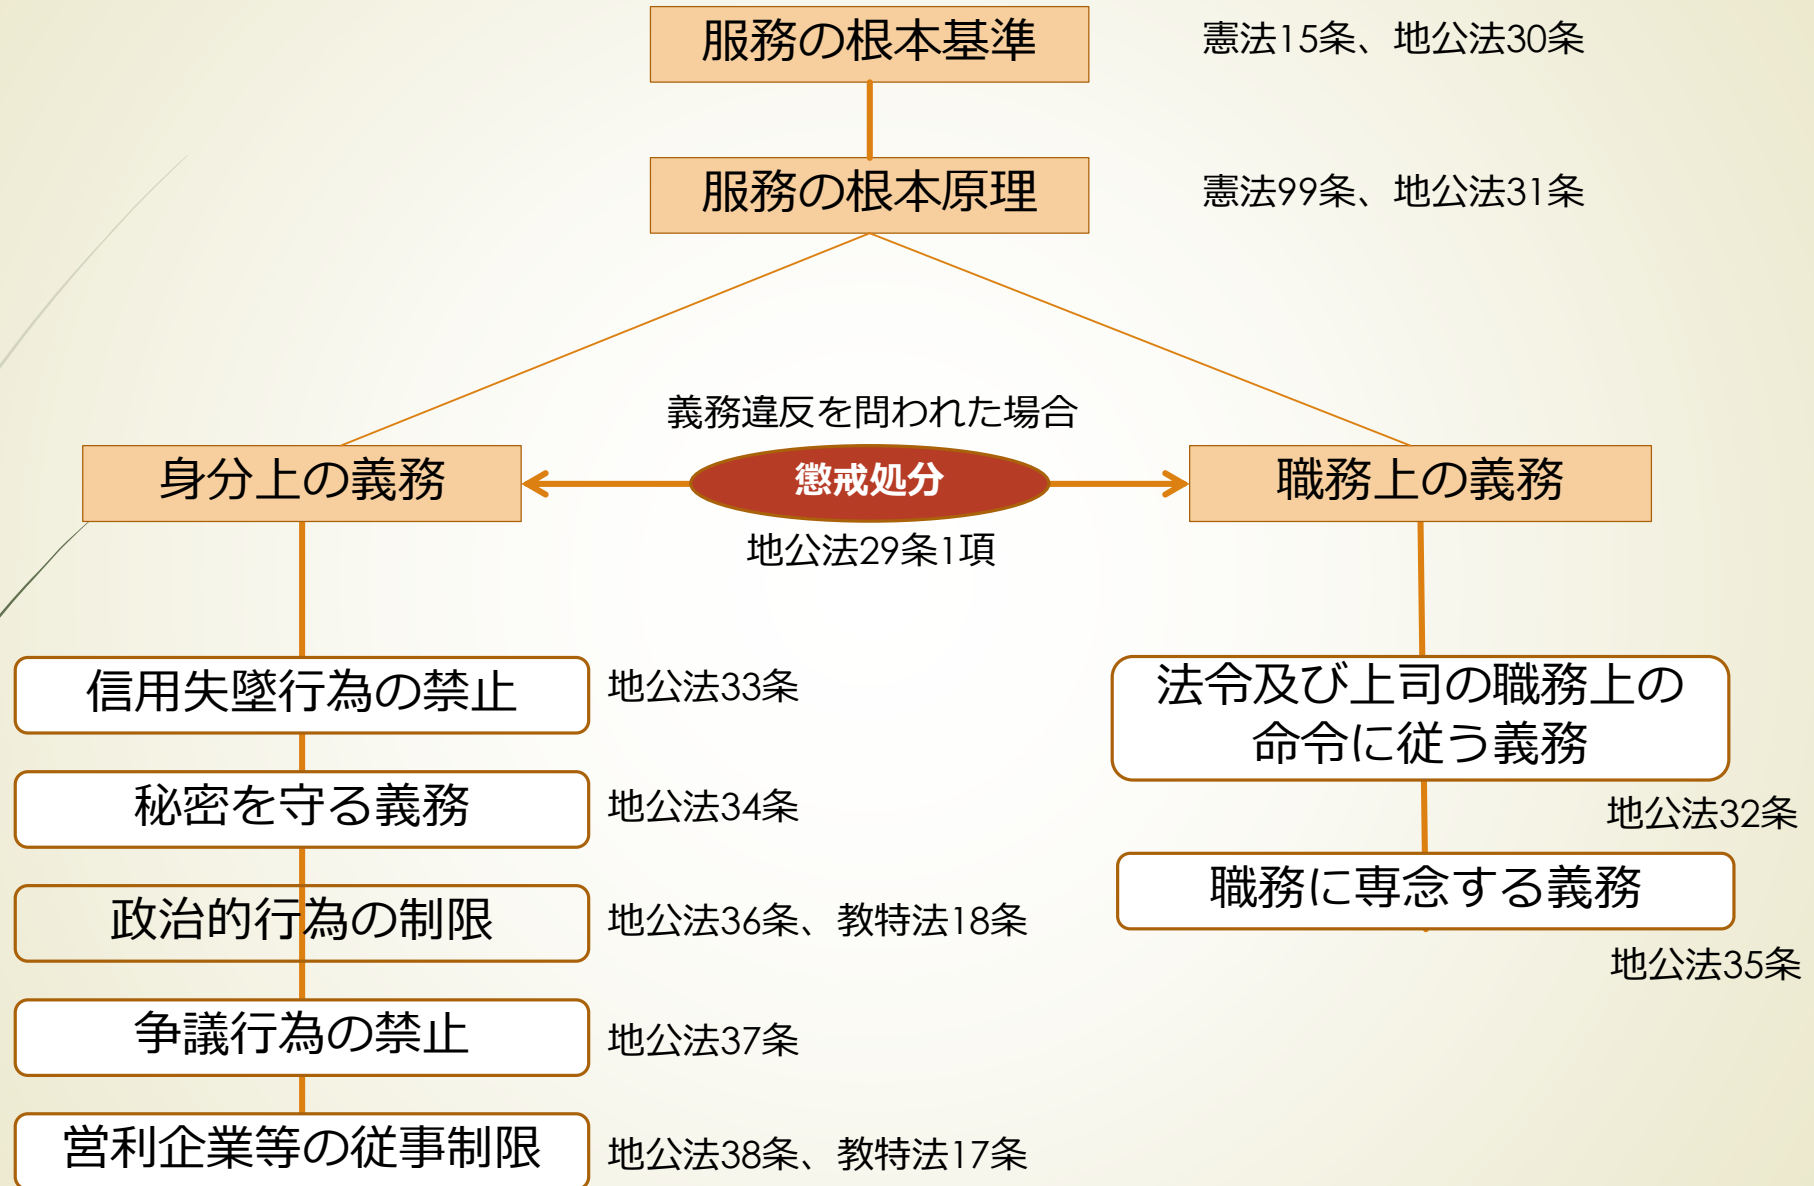 服務の根本基準
憲法15条、地公法30条
服務の根本原理
憲法99条、地公法31条
義務違反を問われた場合
身分上の義務
懲戒処分
職務上の義務
地公法29条1項
信用失墜行為の禁止
地公法33条
秘密を守る義務
地公法34条
政治的行為の制限
地公法36条、教特法18条
争議行為の禁止
地公法37条
営利企業等の従事制限
地公法38条、教特法17条
法令及び上司の職務上の
命令に従う義務
地公法32条
職務に専念する義務
地公法35条